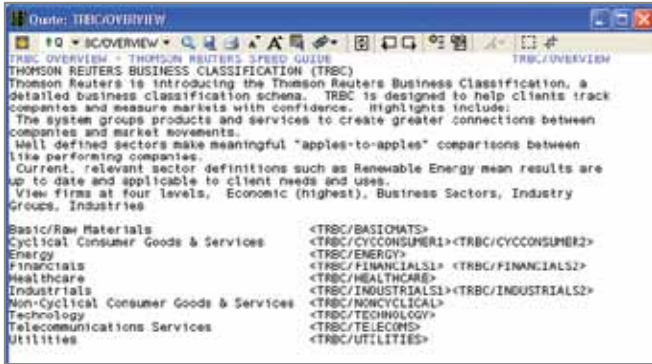 Quote: TRBC/OVERVIEW
Q BC/OVERVIEW
TRBC OVERVIEW - THOMSON REUTERS SPEED GUIDE TRBC/OVERVIEW
THOMSON REUTERS BUSINESS CLASSIFICATION (TRBC)
Thomson Reuters is introducing the Thomson Reuters Business Classification, a
detailed business classification schema. TRBC is designed to help clients track
companies and measure markets with confidence. Highlights include:
The system groups products and services to create greater connections between
companies and market movements.
Well defined sectors make meaningful "apples-to-apples" comparisons between
like performing companies.
Current, relevant sector definitions such as Renewable Energy mean results are
up to date and applicable to client needs and uses.
View firms at four levels, Economic (highest), Business Sectors, Industry
Groups, Industries
Basic/Raw Materials <TRBC/BASICMATS>
Cyclical Consumer Goods & Services <TRBC/CYCCONSUMER1><TRBC/CYCCONSUMER2>
Energy <TRBC/ENERGY>
Financials <TRBC/FINANCIALS1> <TRBC/FINANCIALS2>
Healthcare <TRBC/HEALTHCARE>
Industrials <TRBC/INDUSTRIALS1><TRBC/INDUSTRIALS2>
Non-Cyclical Consumer Goods & Services <TRBC/NONCYCLICAL>
Technology <TRBC/TECHNOLOGY>
Telecommunications Services <TRBC/TELECOMS>
Utilities <TRBC/UTILITIES>